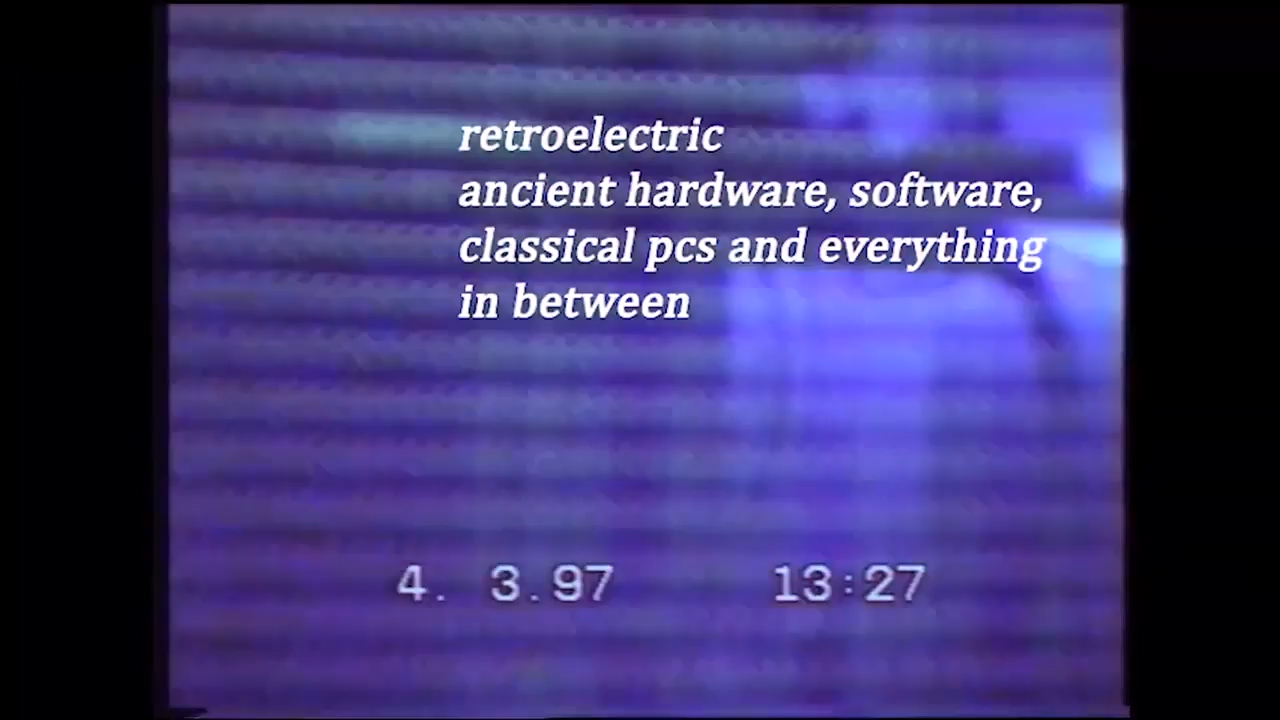 retroelectric
ancient hardware, software,
classical pcs and everything
in between
4. 3.97 13:27